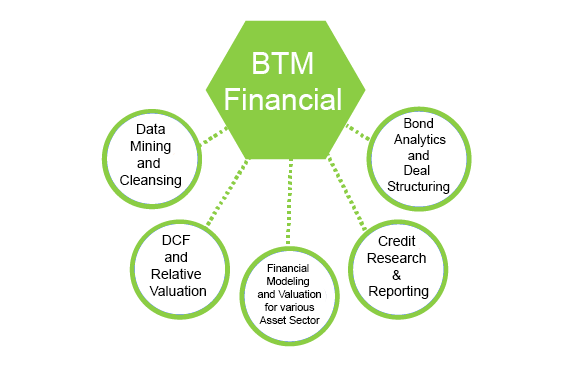 BTM
Financial
Data
Mining
and
Cleansing
Bond
Analytics
and
Deal
Structuring
DCF
and
Relative
Valuation
Financial
Modeling
and Valuation
for various
Asset Sector
Credit
Research
&
Reporting